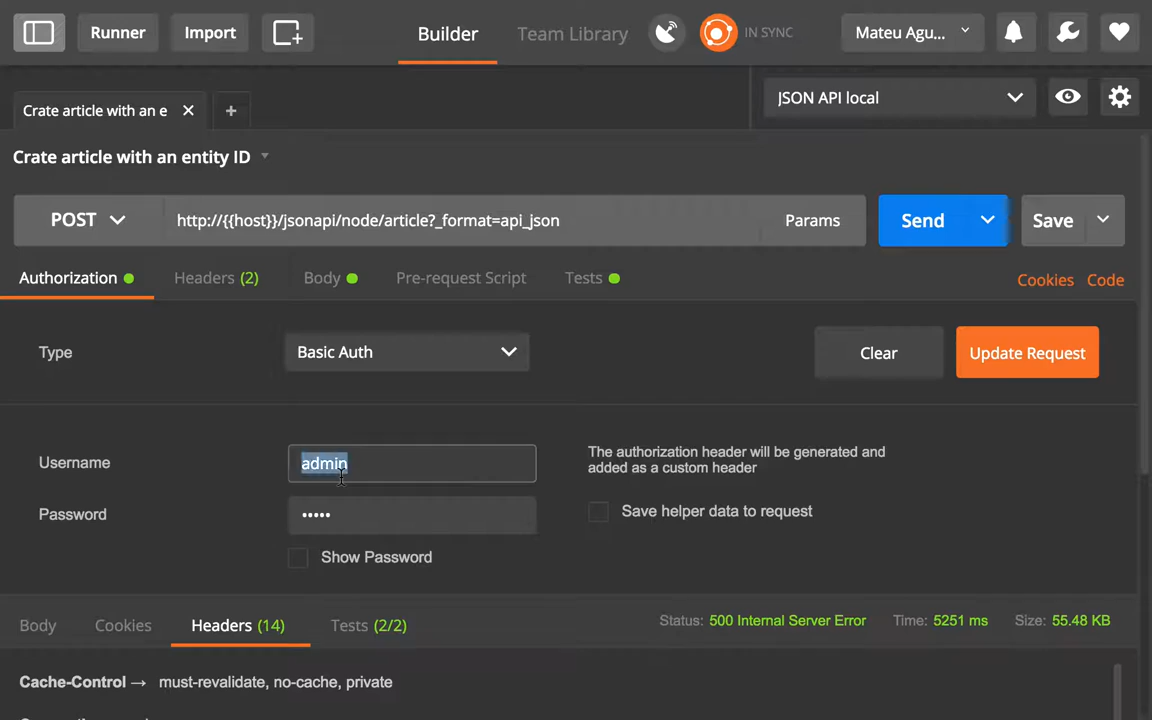 Runner Import Builder Team Library IN SYNC Mateu Agu...
Crate article with an e JSON API local
Crate article with an entity ID
POST http://{{host}}/jsonapi/node/article?_format=api_json Params Send Save
Authorization Headers (2) Body Pre-request Script Tests Cookies Code
Type Basic Auth Clear Update Request
Username admin The authorization header will be generated and
added as a custom header
Password ••••• Save helper data to request
Show Password
Body Cookies Headers (14) Tests (2/2) Status: 500 Internal Server Error Time: 5251 ms Size: 55.48 KB
Cache-Control → must-revalidate, no-cache, private